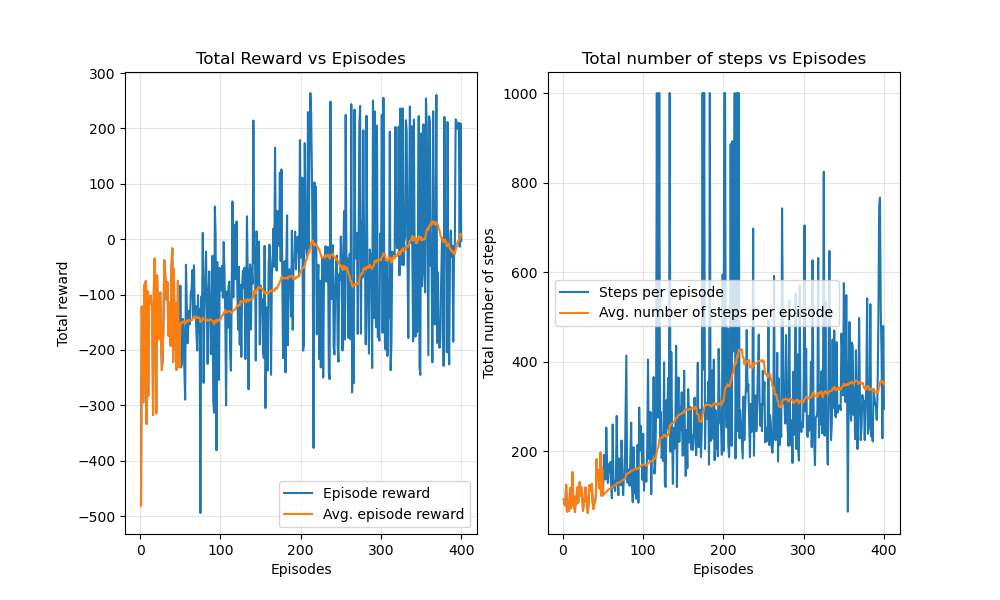 Total Reward vs Episodes
300
200
100
0
−100
−200
−300
−400
−500
Total reward
0 100 200 300 400
Episodes
Episode reward
Avg. episode reward
Total number of steps vs Episodes
1000
800
600
400
200
Total number of steps
0 100 200 300 400
Episodes
Steps per episode
Avg. number of steps per episode